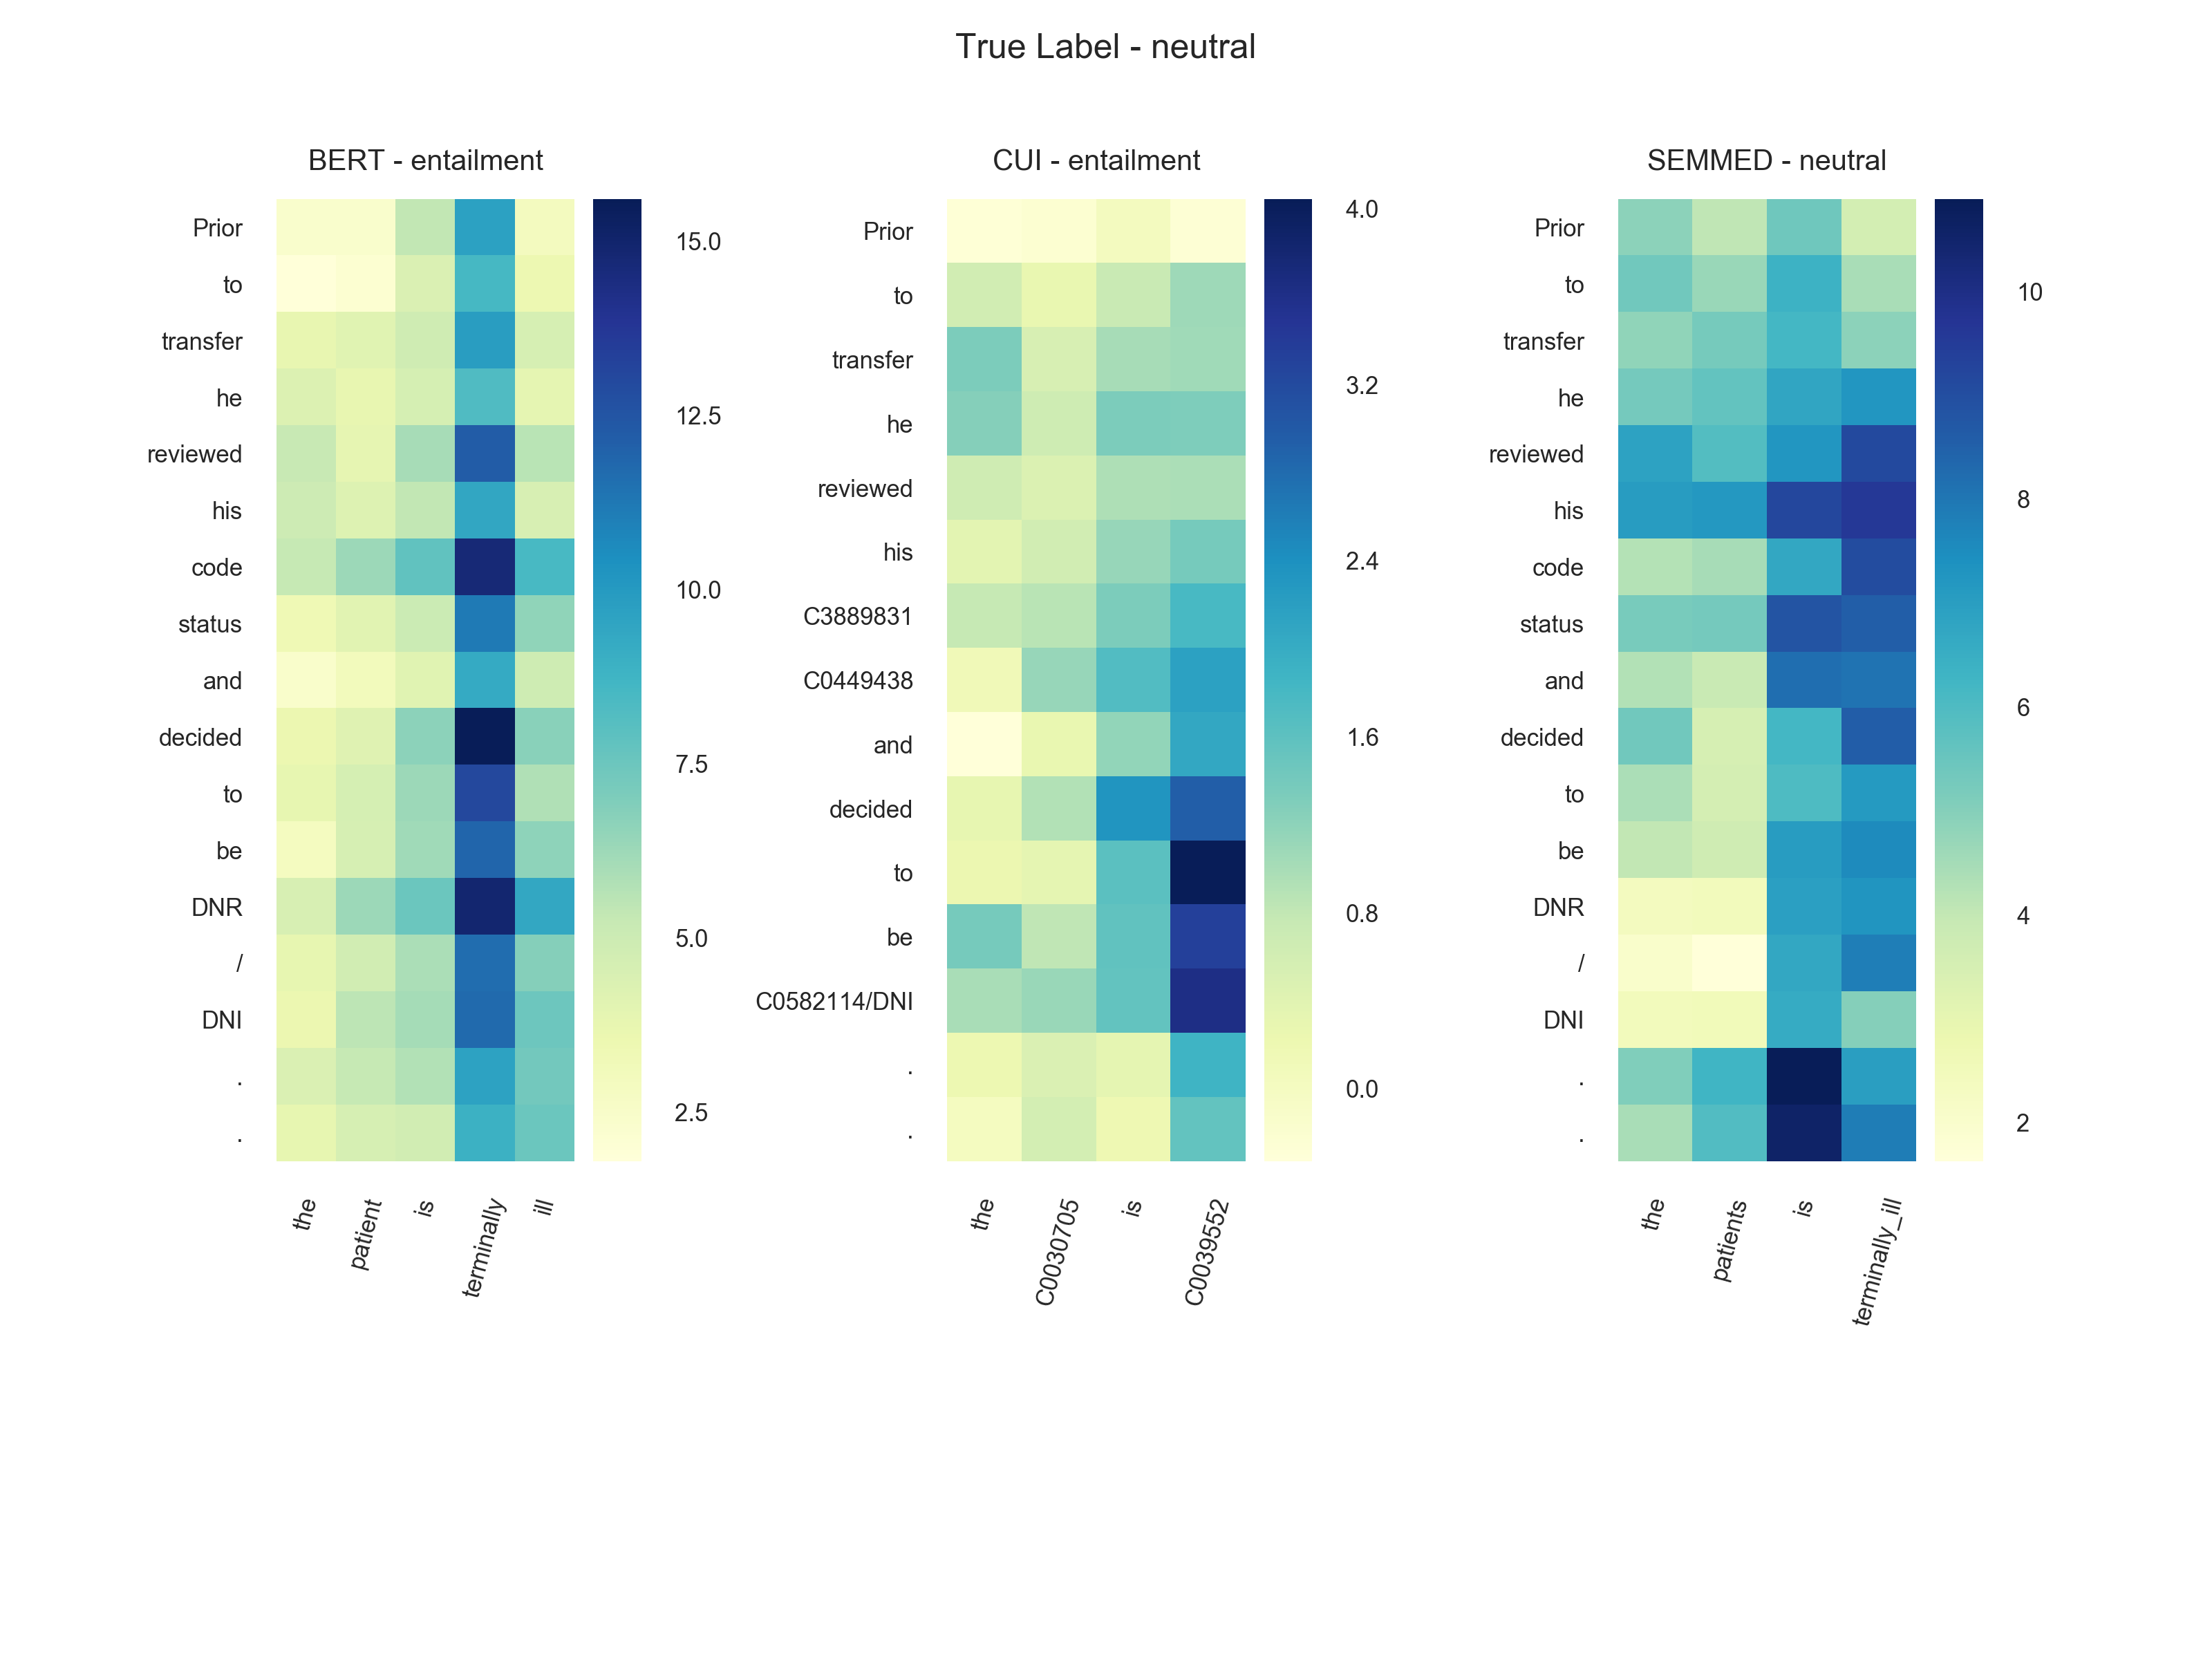 True Label - neutral
BERT - entailment
Prior
to
transfer
he
reviewed
his
code
status
and
decided
to
be
DNR
/
DNI
.
.
the
patient
is
terminally
ill
15.0
12.5
10.0
7.5
5.0
2.5
CUI - entailment
Prior
to
transfer
he
reviewed
his
C3889831
C0449438
and
decided
to
be
C0582114/DNI
.
.
the
C0030705
is
C0039552
4.0
3.2
2.4
1.6
0.8
0.0
SEMMED - neutral
Prior
to
transfer
he
reviewed
his
code
status
and
decided
to
be
DNR
/
DNI
.
.
the
patients
is
terminally_ill
10
8
6
4
2